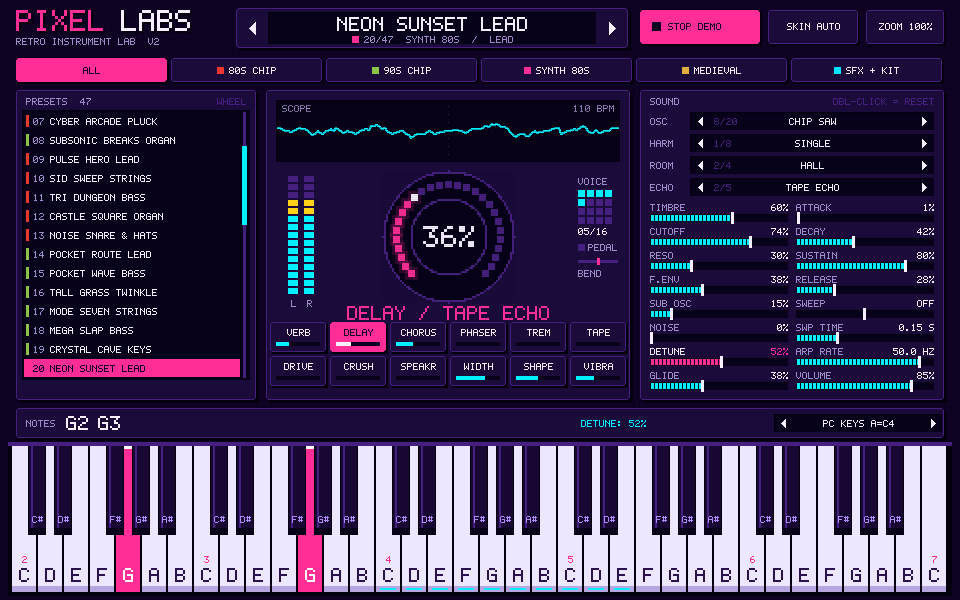 PIXEL LABS
RETRO INSTRUMENT LAB V2
NEON SUNSET LEAD
20/47 SYNTH 80S / LEAD
STOP DEMO
SKIN AUTO
ZOOM 100%
ALL
80S CHIP
90S CHIP
SYNTH 80S
MEDIEVAL
SFX + KIT
PRESETS 47
WHEEL
07 CYBER ARCADE PLUCK
08 SUBSONIC BREAKS ORGAN
09 PULSE HERO LEAD
10 SID SWEEP STRINGS
11 TRI DUNGEON BASS
12 CASTLE SQUARE ORGAN
13 NOISE SNARE & HATS
14 POCKET ROUTE LEAD
15 POCKET WAVE BASS
16 TALL GRASS TWINKLE
17 MODE SEVEN STRINGS
18 MEGA SLAP BASS
19 CRYSTAL CAVE KEYS
20 NEON SUNSET LEAD
SCOPE
110 BPM
L R
36%
VOICE
05/16
PEDAL
BEND
DELAY / TAPE ECHO
VERB DELAY CHORUS PHASER TREM TAPE
DRIVE CRUSH SPEAKR WIDTH SHAPE VIBRA
SOUND
DBL-CLICK = RESET
OSC 8/20 CHIP SAW
HARM 1/8 SINGLE
ROOM 2/4 HALL
ECHO 2/5 TAPE ECHO
TIMBRE 60% ATTACK 1%
CUTOFF 74% DECAY 42%
RESO 30% SUSTAIN 80%
F.ENV 38% RELEASE 28%
SUB OSC 15% SWEEP OFF
NOISE 0% SWP TIME 0.15 S
DETUNE 52% ARP RATE 50.0 HZ
GLIDE 38% VOLUME 85%
NOTES G2 G3
DETUNE: 52%
PC KEYS A=C4
C# D# F# G# A# C# D# F# G# A# C# D# F# G# A# C# D# F# G# A# C# D# F# G# A#
2 3 4 5 6 7
C D E F G A B C D E F G A B C D E F G A B C D E F G A B C D E F G A B C